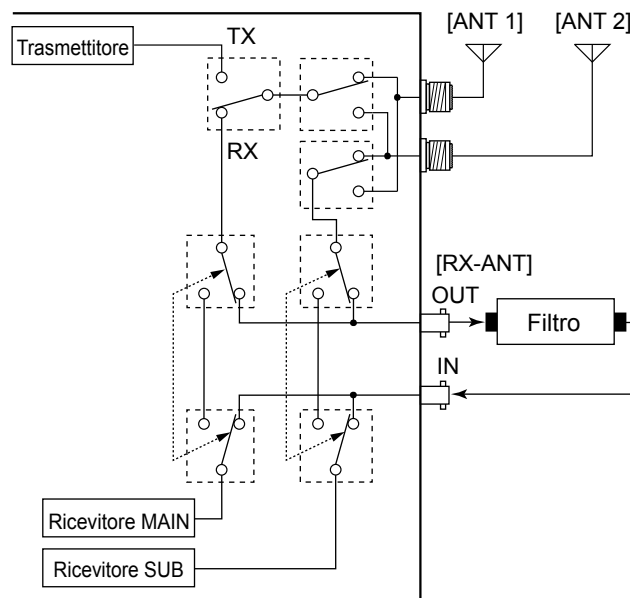 [ANT 1]
[ANT 2]
TX
Trasmettitore
RX
[RX-ANT]
OUT
Filtro
IN
Ricevitore MAIN
Ricevitore SUB